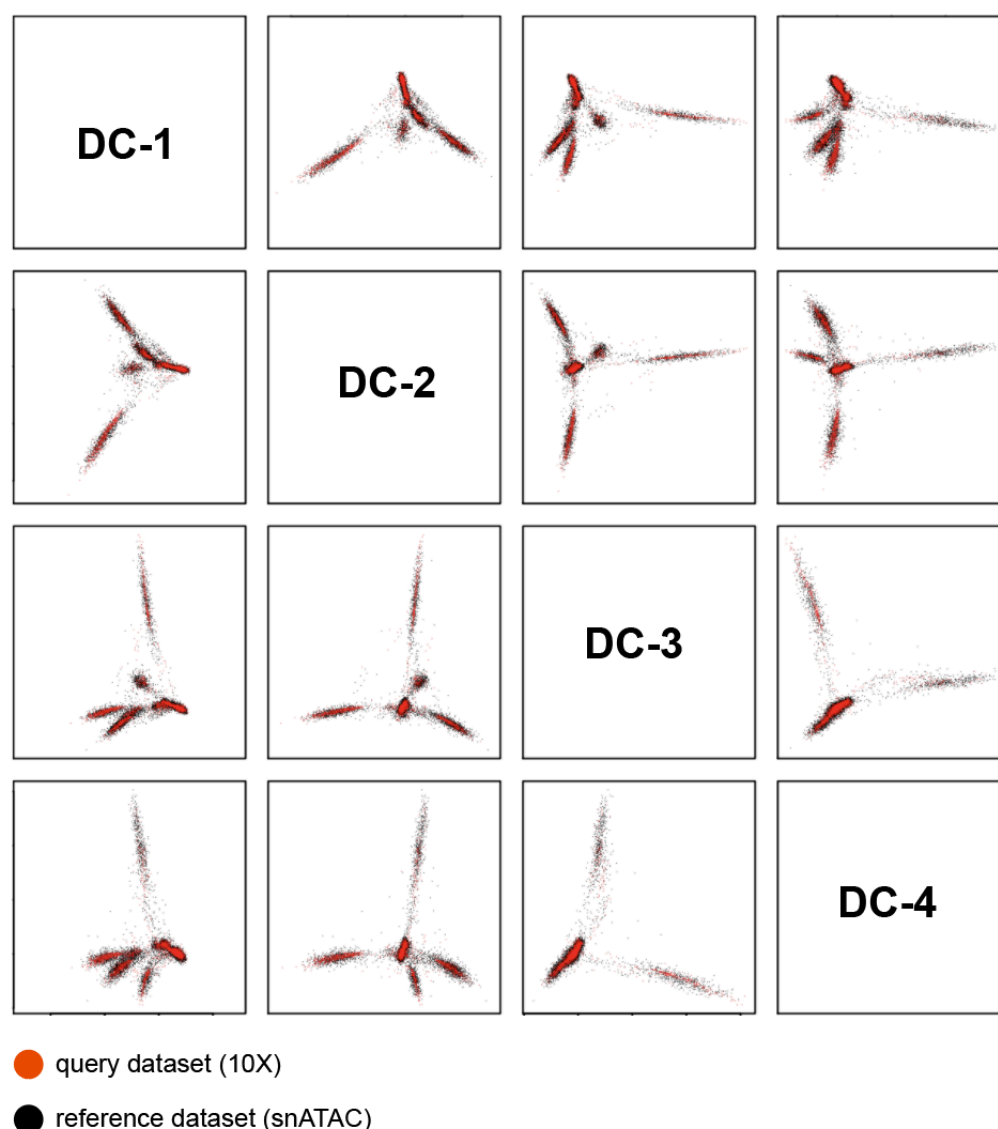 DC-1
DC-2
DC-3
DC-4
query dataset (10X)
reference dataset (snATAC)